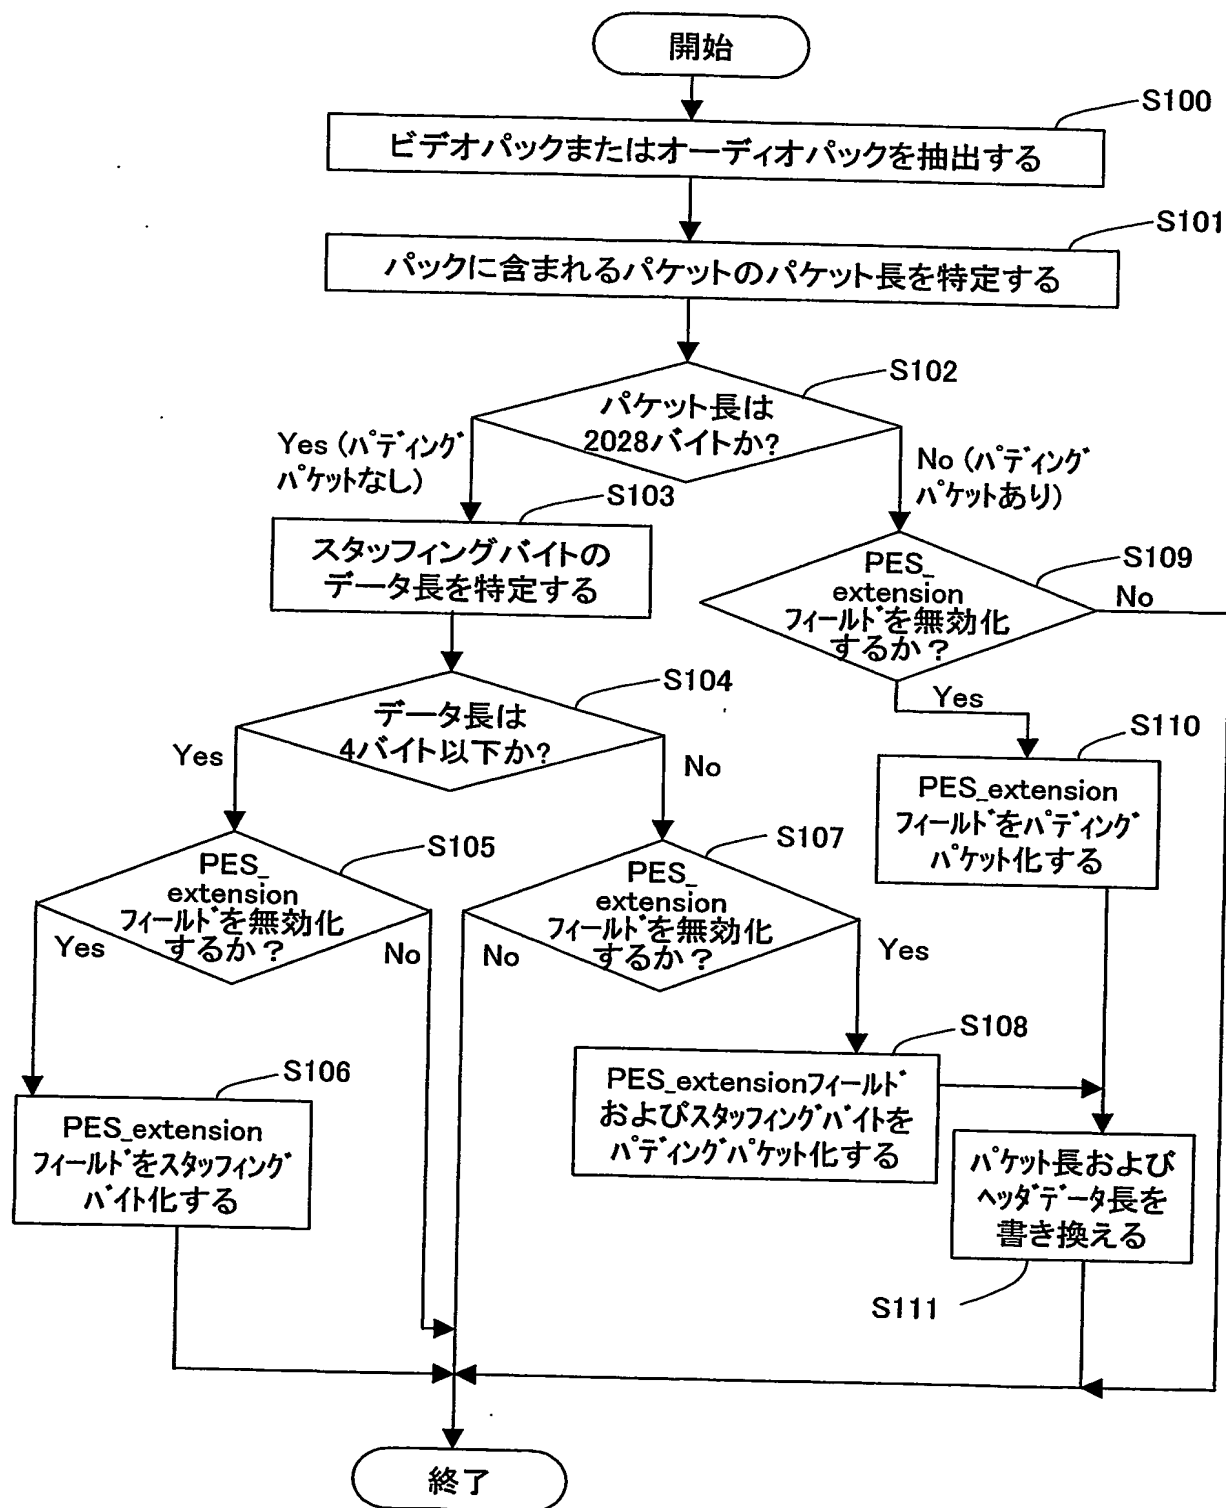 開始
S100
ビデオパックまたはオーディオパックを抽出する
S101
パックに含まれるパケットのパケット長を特定する
S102
パケット長は
2028バイトか?
Yes (パディング
パケットなし)
No (パディング
パケットあり)
S103
スタッフィングバイトの
データ長を特定する
S109
PES_
extension
フィールドを無効化
するか?
No
Yes
S104
データ長は
4バイト以下か?
Yes
No
S110
PES_extension
フィールドをパディング
パケット化する
S105
PES_
extension
フィールドを無効化
するか?
Yes
No
S107
PES_
extension
フィールドを無効化
するか?
No
Yes
S106
PES_extension
フィールドをスタッフィング
バイト化する
S108
PES_extensionフィールド
およびスタッフィングバイトを
パディングパケット化する
パケット長および
ヘッダデータ長を
書き換える
S111
終了